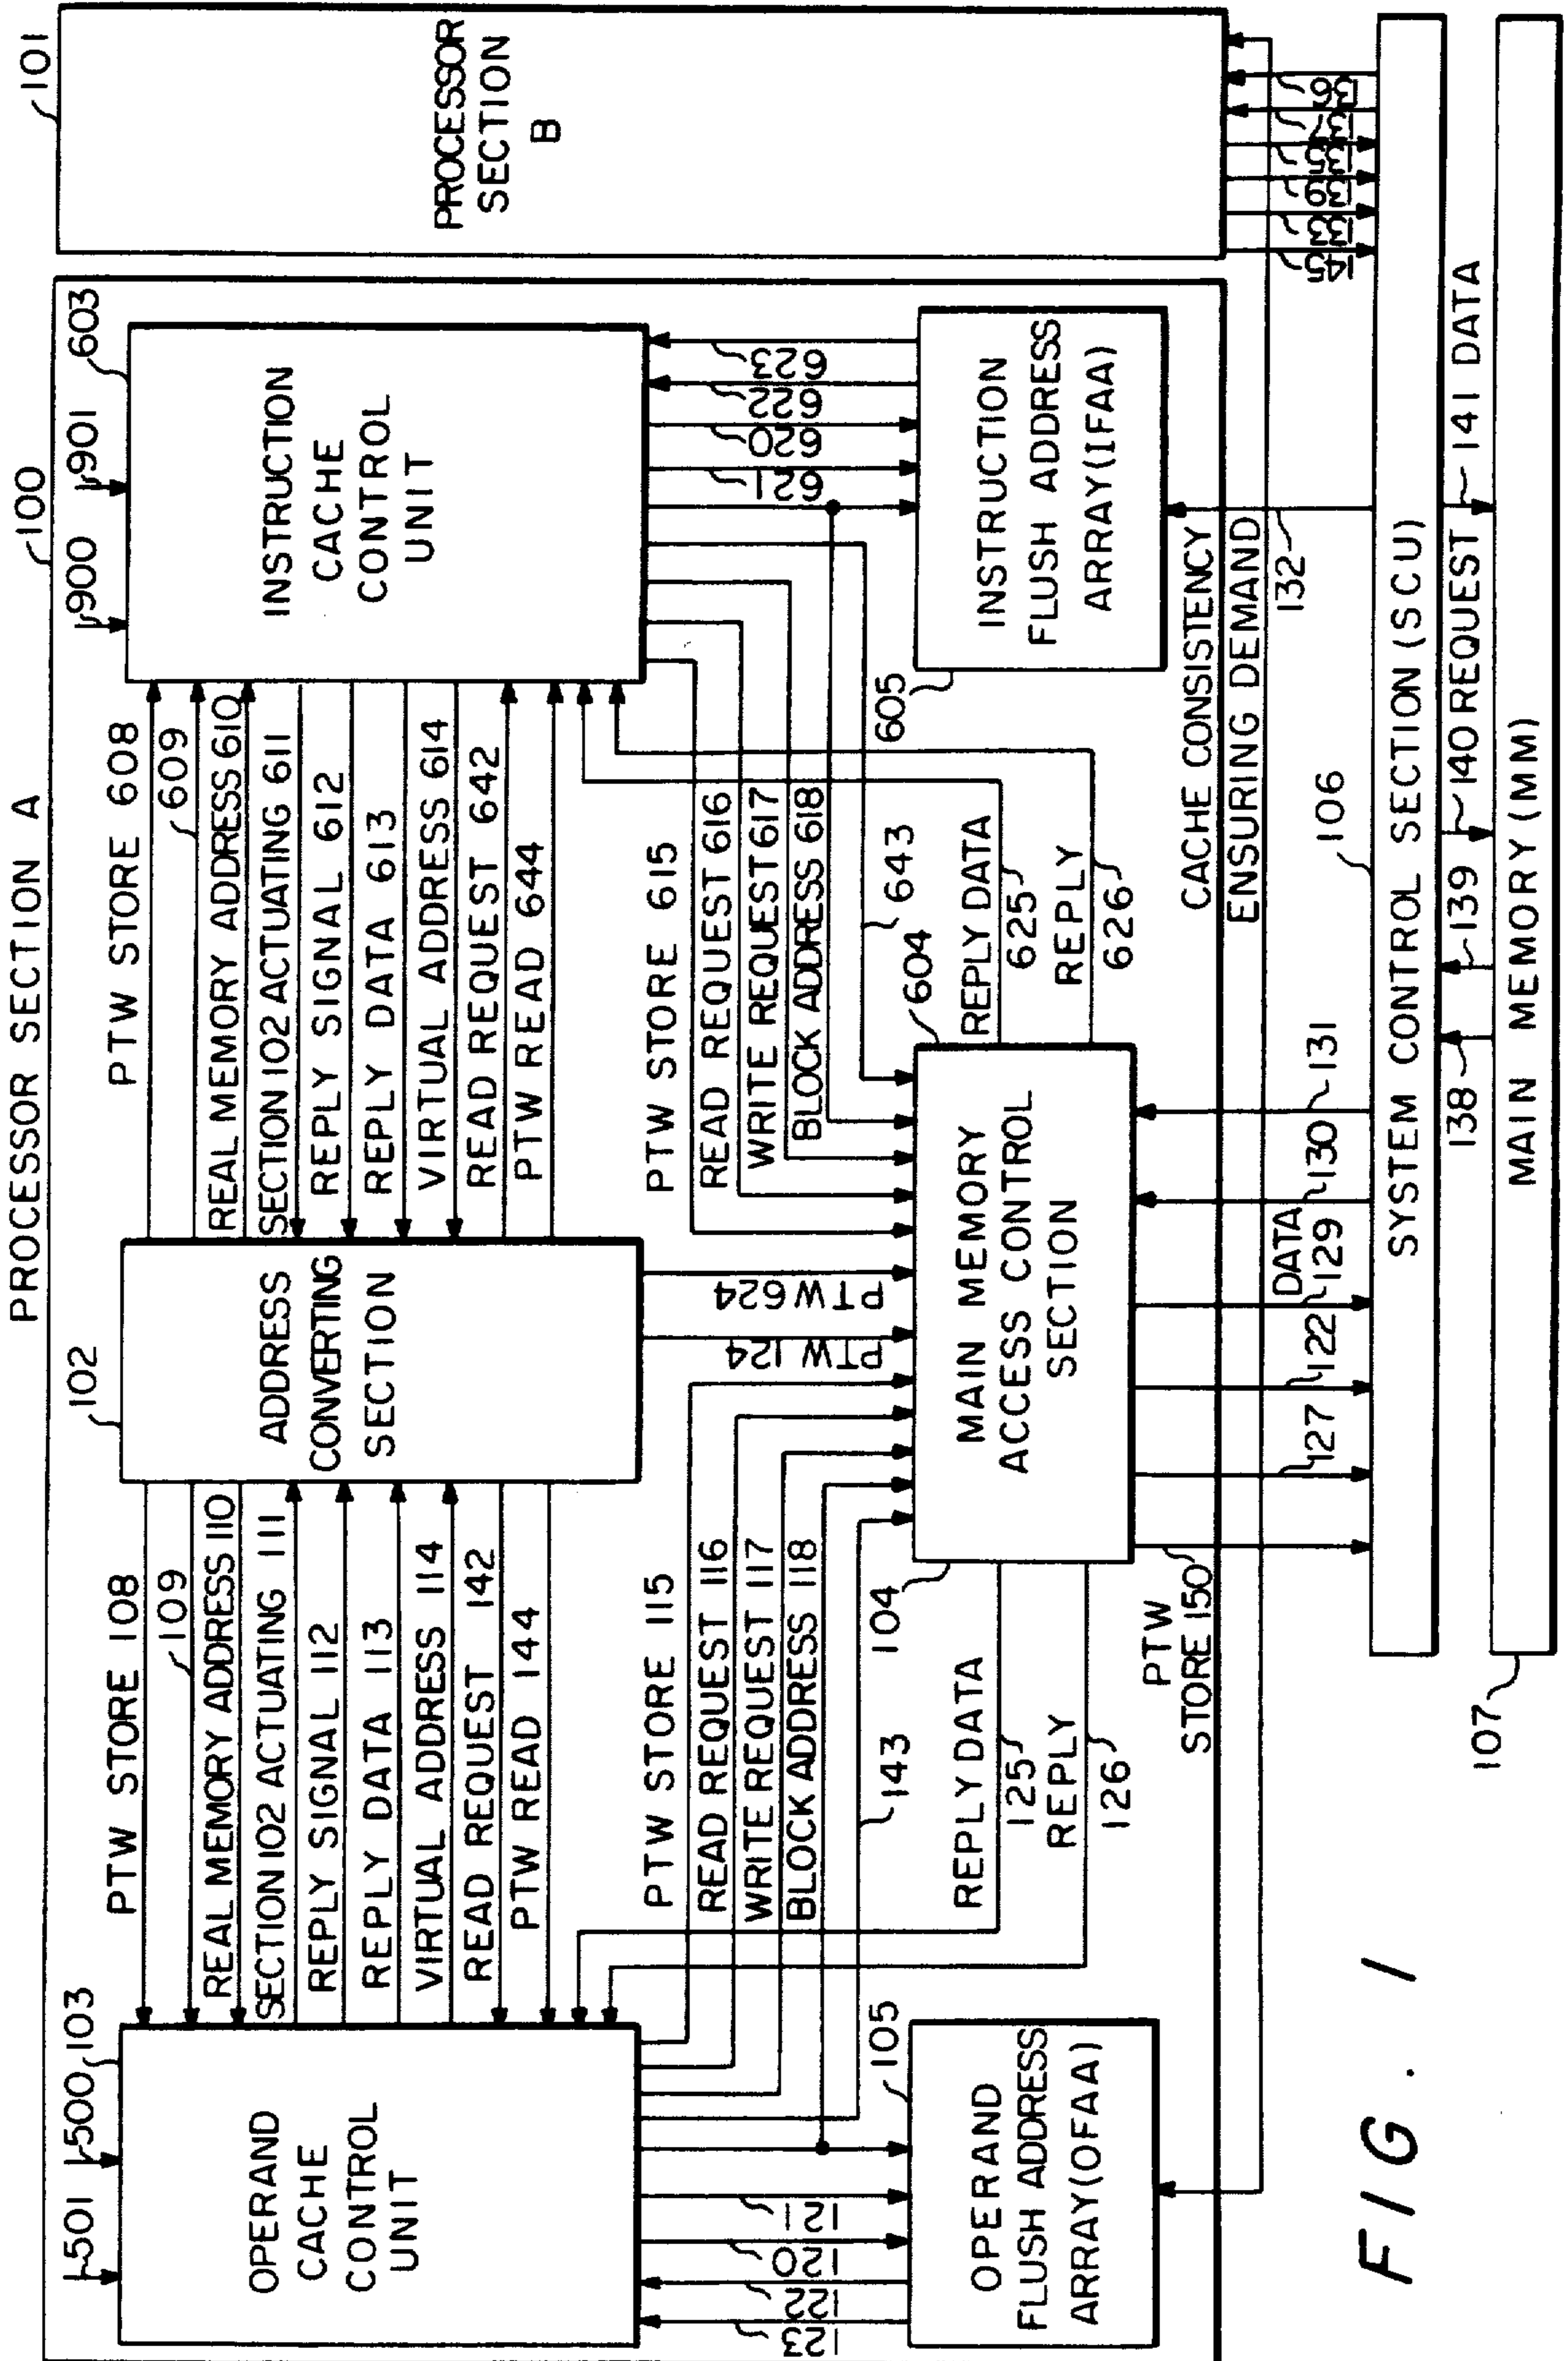 PROCESSOR SECTION A
100
101
501
500
103
OPERAND
CACHE
CONTROL
UNIT
PTW STORE 108
109
REAL MEMORY ADDRESS 110
SECTION 102 ACTUATING 111
REPLY SIGNAL 112
REPLY DATA 113
VIRTUAL ADDRESS 114
READ REQUEST 142
PTW READ 144
102
ADDRESS
CONVERTING
SECTION
PTW STORE 608
609
REAL MEMORY ADDRESS 610
SECTION 102 ACTUATING 611
REPLY SIGNAL 612
REPLY DATA 613
VIRTUAL ADDRESS 614
READ REQUEST 642
PTW READ 644
900
901
603
INSTRUCTION
CACHE
CONTROL
UNIT
PROCESSOR
SECTION
B
123
122
120
121
PTW STORE 115
READ REQUEST 116
WRITE REQUEST 117
BLOCK ADDRESS 118
143
PTW 124
PTW 624
PTW STORE 615
READ REQUEST 616
WRITE REQUEST 617
BLOCK ADDRESS 618
643
621
620
622
623
105
OPERAND
FLUSH ADDRESS
ARRAY(OFAA)
REPLY DATA
125
REPLY
126
104
MAIN MEMORY
ACCESS CONTROL
SECTION
604
REPLY DATA
625
REPLY
626
605
INSTRUCTION
FLUSH ADDRESS
ARRAY(IFAA)
CACHE CONSISTENCY
ENSURING DEMAND
132
PTW
STORE 150
127
122
DATA
129
130
131
106
145
133
139
135
137
136
SYSTEM CONTROL SECTION (SCU)
138
139
140 REQUEST
141 DATA
107
MAIN MEMORY (MM)
FIG. 1